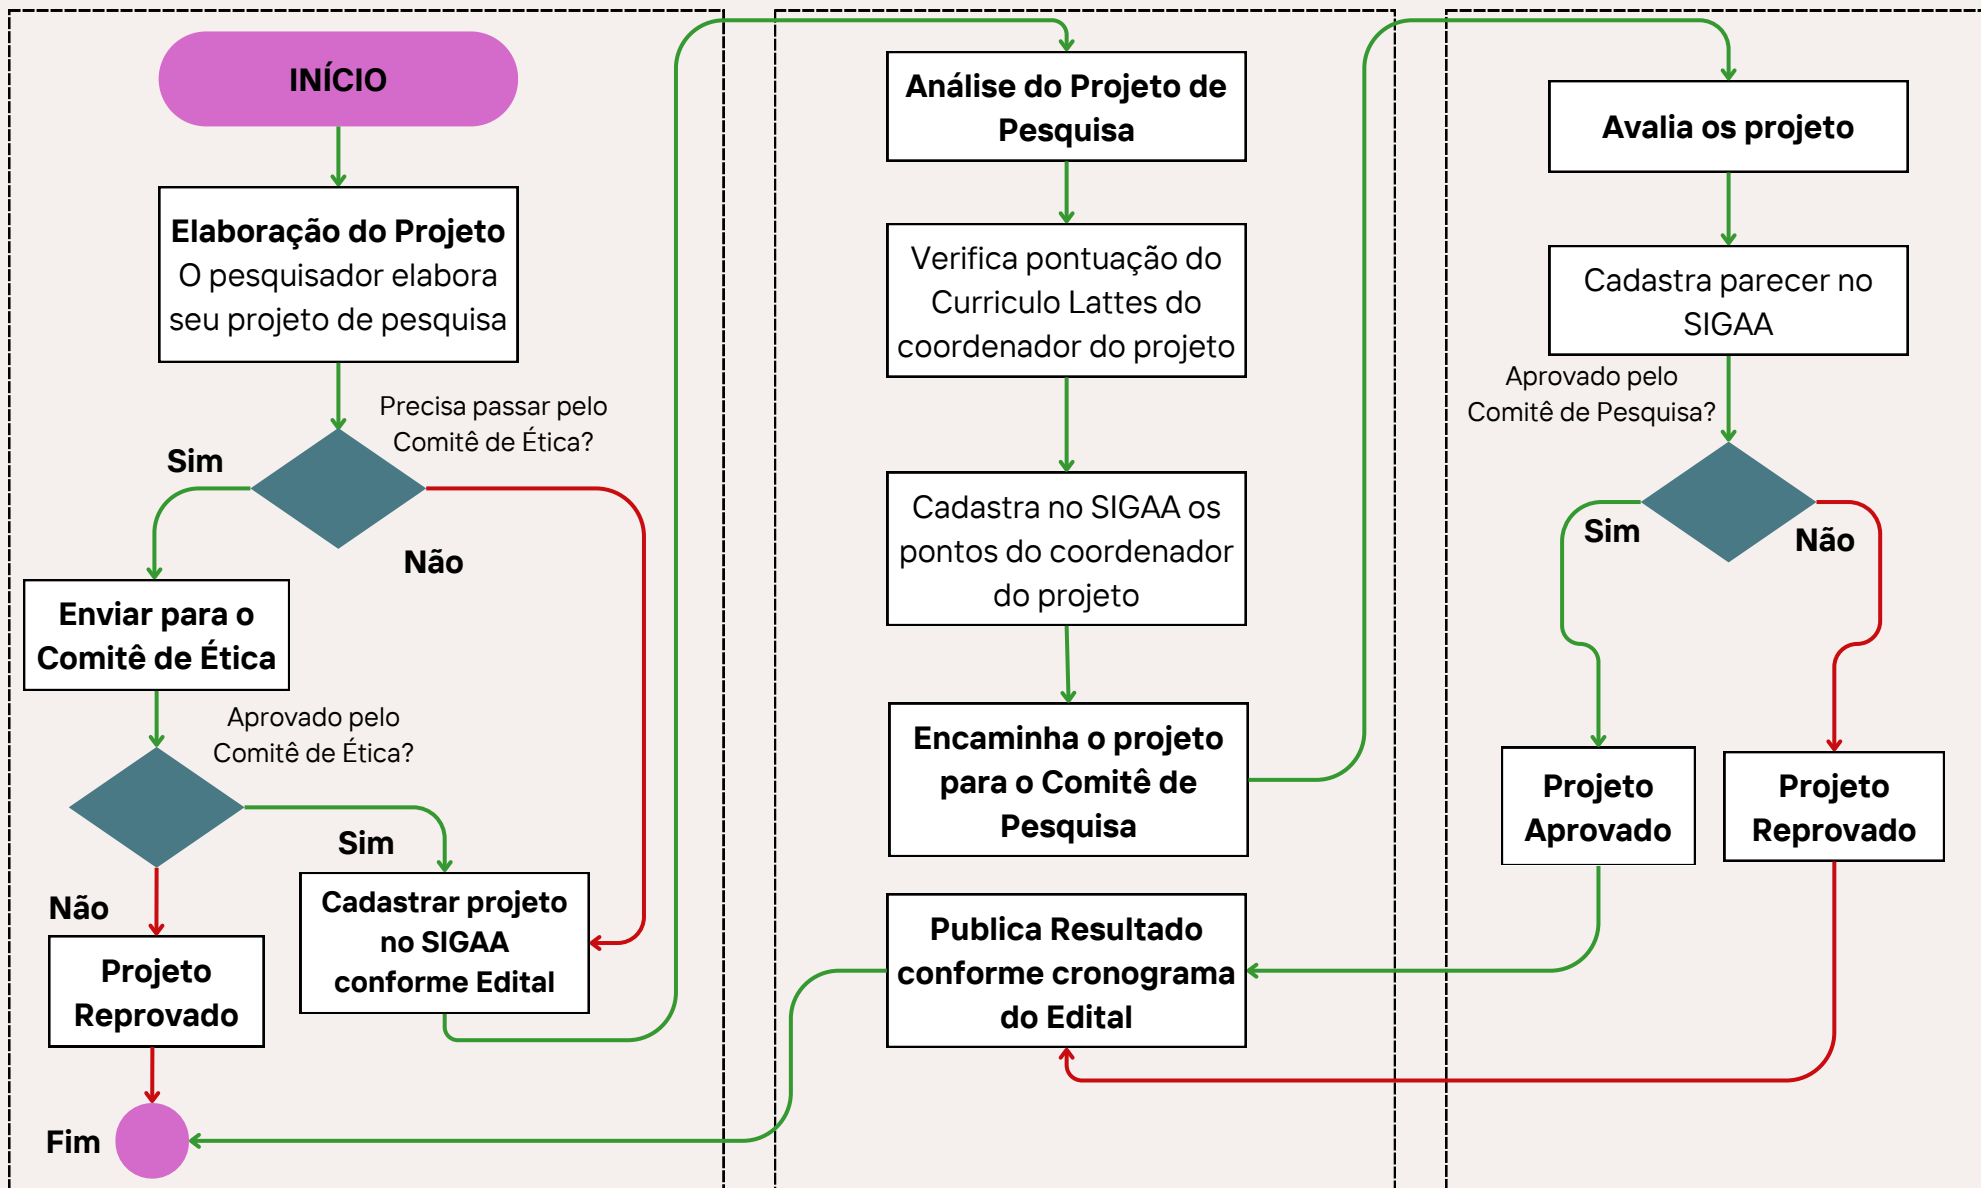 INÍCIO
Elaboração do Projeto
O pesquisador elabora
seu projeto de pesquisa
Precisa passar pelo
Comitê de Ética?
Sim
Não
Enviar para o
Comitê de Ética
Aprovado pelo
Comitê de Ética?
Sim
Não
Cadastrar projeto
no SIGAA
conforme Edital
Projeto
Reprovado
Fim
Análise do Projeto de
Pesquisa
Verifica pontuação do
Curriculo Lattes do
coordenador do projeto
Cadastra no SIGAA os
pontos do coordenador
do projeto
Encaminha o projeto
para o Comitê de
Pesquisa
Publica Resultado
conforme cronograma
do Edital
Avalia os projeto
Cadastra parecer no
SIGAA
Aprovado pelo
Comitê de Pesquisa?
Sim
Não
Projeto
Aprovado
Projeto
Reprovado